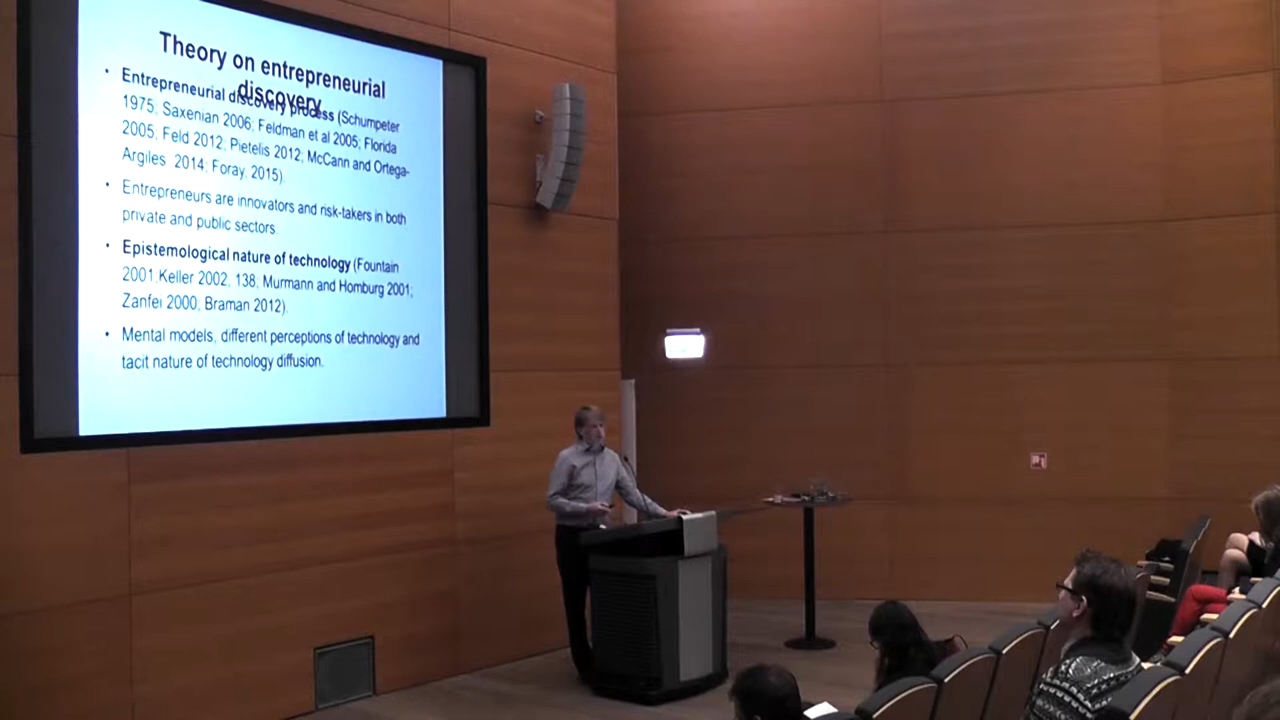 Theory on entrepreneurial
discovery
• Entrepreneurial discovery process (Schumpeter
1975; Saxenian 2006; Feldman et al 2005; Florida
2005; Feld 2012; Pietelis 2012; McCann and Ortega-
Argiles 2014; Foray, 2015).
• Entrepreneurs are innovators and risk-takers in both
private and public sectors.
• Epistemological nature of technology (Fountain
2001;Keller 2002, 138; Murmann and Homburg 2001;
Zanfei 2000; Braman 2012).
• Mental models, different perceptions of technology and
tacit nature of technology diffusion.